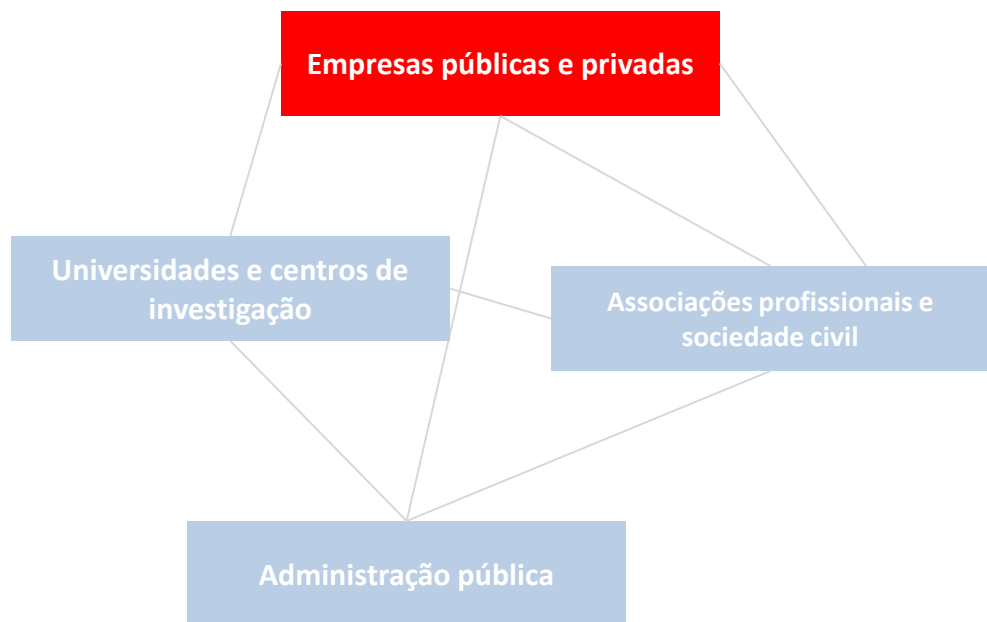 Empresas públicas e privadas
Universidades e centros de
investigação
Associações profissionais e
sociedade civil
Administração pública